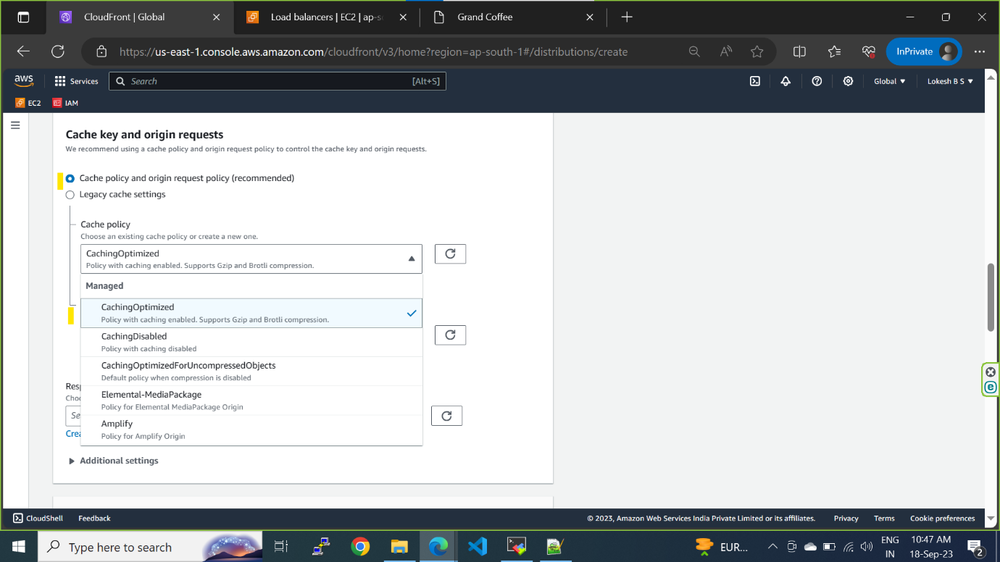 CloudFront | Global
Load balancers | EC2 | ap-so
Grand Coffee
https://us-east-1.console.aws.amazon.com/cloudfront/v3/home?region=ap-south-1#/distributions/create
InPrivate
aws
Services
Search
[Alt+S]
Global
Lokesh B S
EC2
IAM
Cache key and origin requests
We recommend using a cache policy and origin request policy to control the cache key and origin requests.
Cache policy and origin request policy (recommended)
Legacy cache settings
Cache policy
Choose an existing cache policy or create a new one.
CachingOptimized
Policy with caching enabled. Supports Gzip and Brotli compression.
Managed
CachingOptimized
Policy with caching enabled. Supports Gzip and Brotli compression.
CachingDisabled
Policy with caching disabled
CachingOptimizedForUncompressedObjects
Default policy when compression is disabled
Elemental-MediaPackage
Policy for Elemental MediaPackage Origin
Amplify
Policy for Amplify Origin
Additional settings
CloudShell
Feedback
© 2023, Amazon Web Services India Private Limited or its affiliates.
Privacy
Terms
Cookie preferences
Type here to search
EUR...
ENG
IN
10:47 AM
18-Sep-23
2